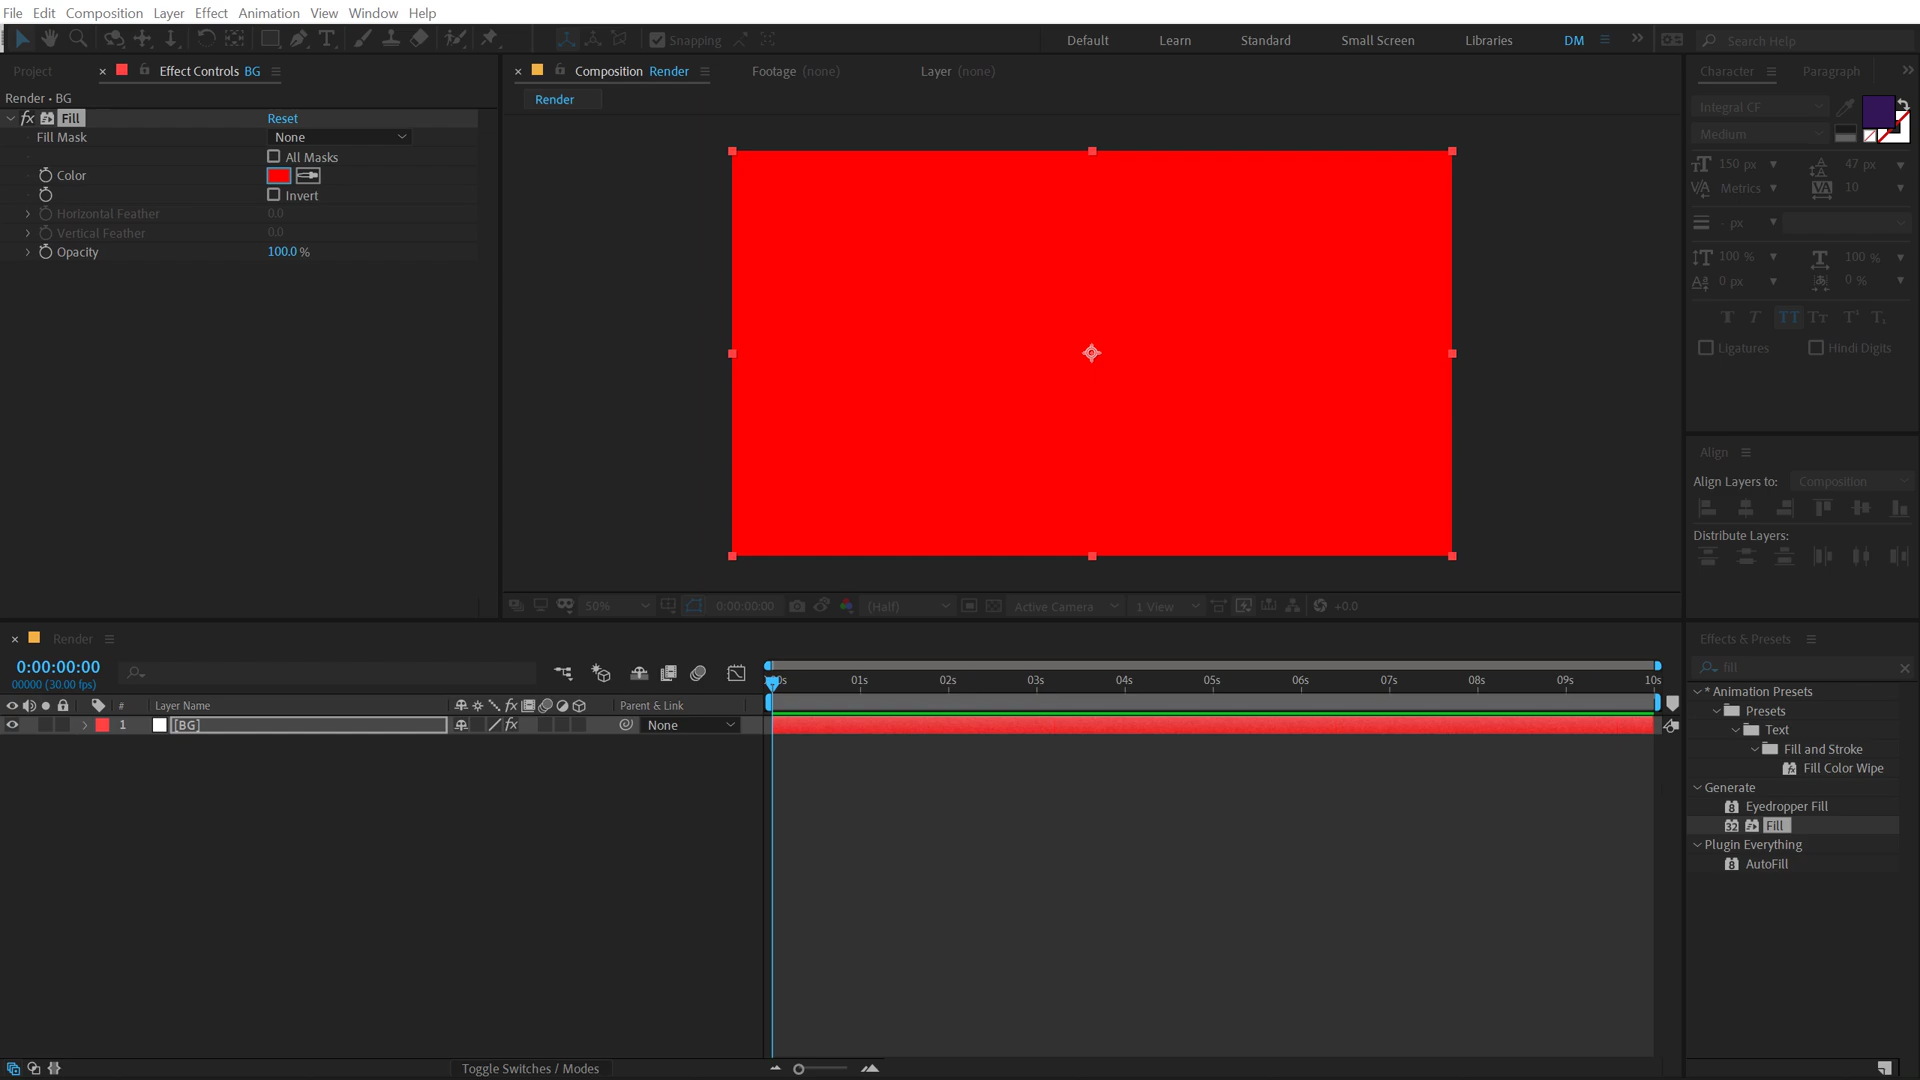 File Edit Composition Layer Effect Animation View Window Help
Snapping
Default Learn Standard Small Screen Libraries DM
Search Help
Project
Effect Controls BG
Composition Render
Footage (none)
Layer (none)
Character
Paragraph
Render • BG
Render
Fill
Reset
Fill Mask
None
All Masks
Color
Invert
Horizontal Feather
0.0
Vertical Feather
0.0
Opacity
100.0 %
Integral CF
Medium
150 px
47 px
Metrics
10
- px
100 %
100 %
0 px
0 %
Ligatures
Hindi Digits
Align
Align Layers to:
Composition
Distribute Layers:
50%
0:00:00:00
(Half)
Active Camera
1 View
+0.0
Render
0:00:00:00
00000 (30.00 fps)
# Layer Name
Parent & Link
01s 02s 03s 04s 05s 06s 07s 08s 09s 10s
1 [BG]
None
Effects & Presets
fill
* Animation Presets
Presets
Text
Fill and Stroke
Fill Color Wipe
Generate
Eyedropper Fill
Fill
Plugin Everything
AutoFill
Toggle Switches / Modes